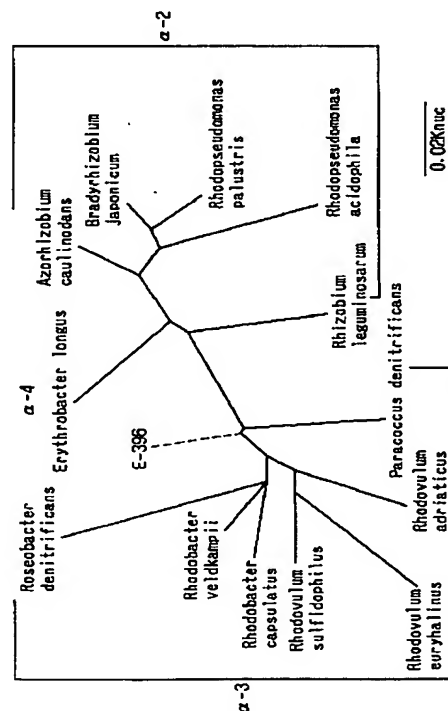 α-2
Azorhizobium
caulinodans
Bradyrhizobium
japonicum
Rhodopseudomonas
palustris
Rhodopseudomonas
acidophila
0.02Knuc
α-4
Erythrobacter longus
Rhizobium
leguminosarum
E-396
Paracoccus denitrificans
Roseobacter
denitrificans
Rhodobacter
veldkampii
Rhodobacter
capsulatus
Rhodovulum
sulfidophilus
Rhodovulum
euryhalinus
Rhodovulum
adriaticus
α-3